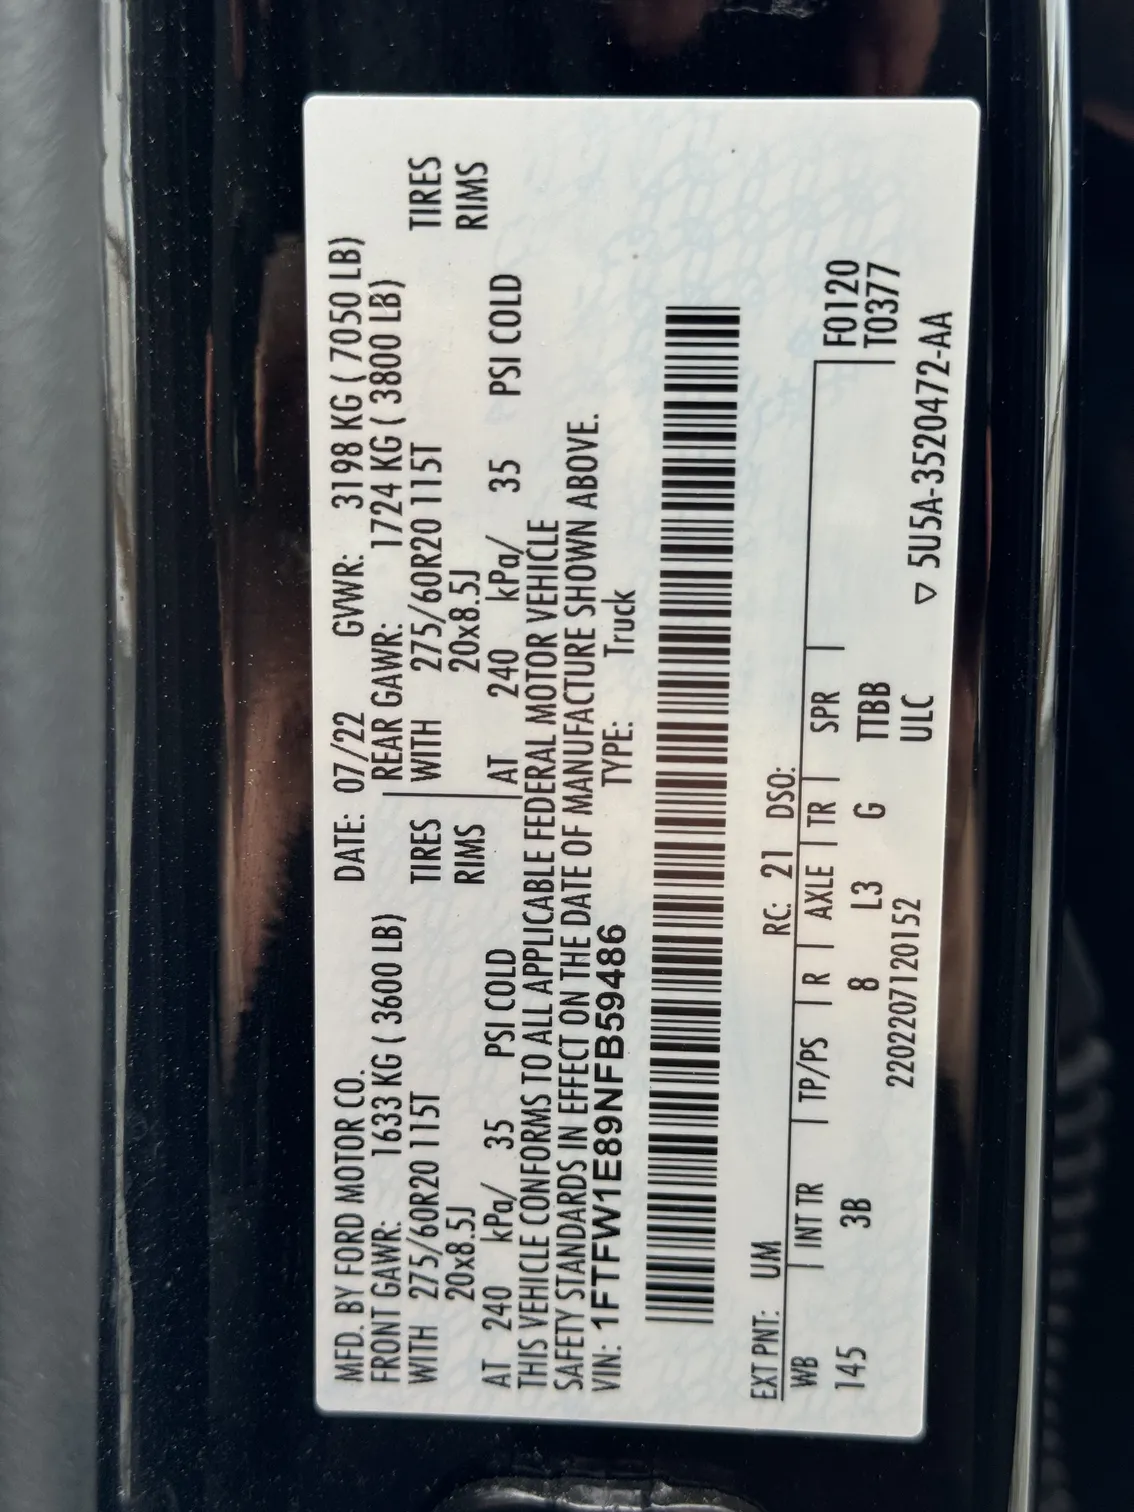 MFD. BY FORD MOTOR CO. DATE: 07/22 GVWR: 3198 KG ( 7050 LB)
FRONT GAWR: 1633 KG ( 3600 LB) REAR GAWR: 1724 KG ( 3800 LB)
WITH 275/60R20 115T TIRES WITH 275/60R20 115T TIRES
20x8.5J RIMS 20x8.5J RIMS
AT 240 kPa/ 35 PSI COLD AT 240 kPa/ 35 PSI COLD
THIS VEHICLE CONFORMS TO ALL APPLICABLE FEDERAL MOTOR VEHICLE
SAFETY STANDARDS IN EFFECT ON THE DATE OF MANUFACTURE SHOWN ABOVE.
VIN: 1FTFW1E89NFB59486 TYPE: Truck
EXT PNT: UM RC: 21 DSO:
WB INT TR TP/PS R AXLE TR SPR F0120
145 3B 8 L3 G TTBB T0377
2202207120152 ULC ▽ 5U5A-3520472-AA